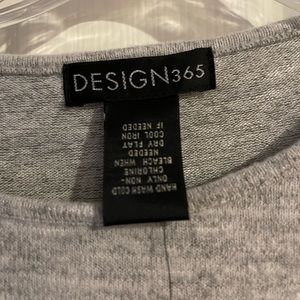 DESIGN365
HAND WASH COLD
ONLY NON-
CHLORINE
BLEACH WHEN
NEEDED
DRY FLAT
COOL IRON
IF NEEDED